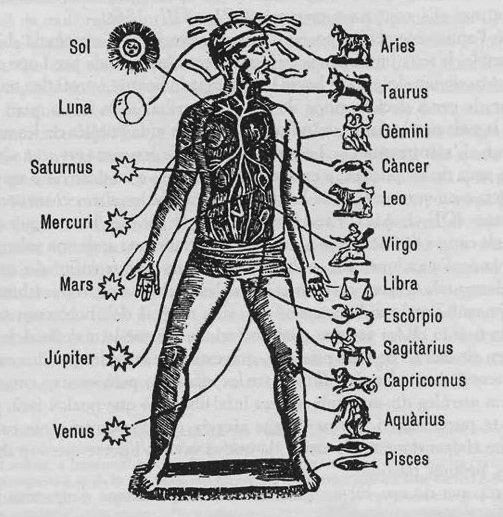 Sol
Luna
Saturnus
Mercuri
Mars
Júpiter
Venus
Àries
Taurus
Gèmini
Càncer
Leo
Virgo
Libra
Escòrpio
Sagitàrius
Capricornus
Aquàrius
Pisces